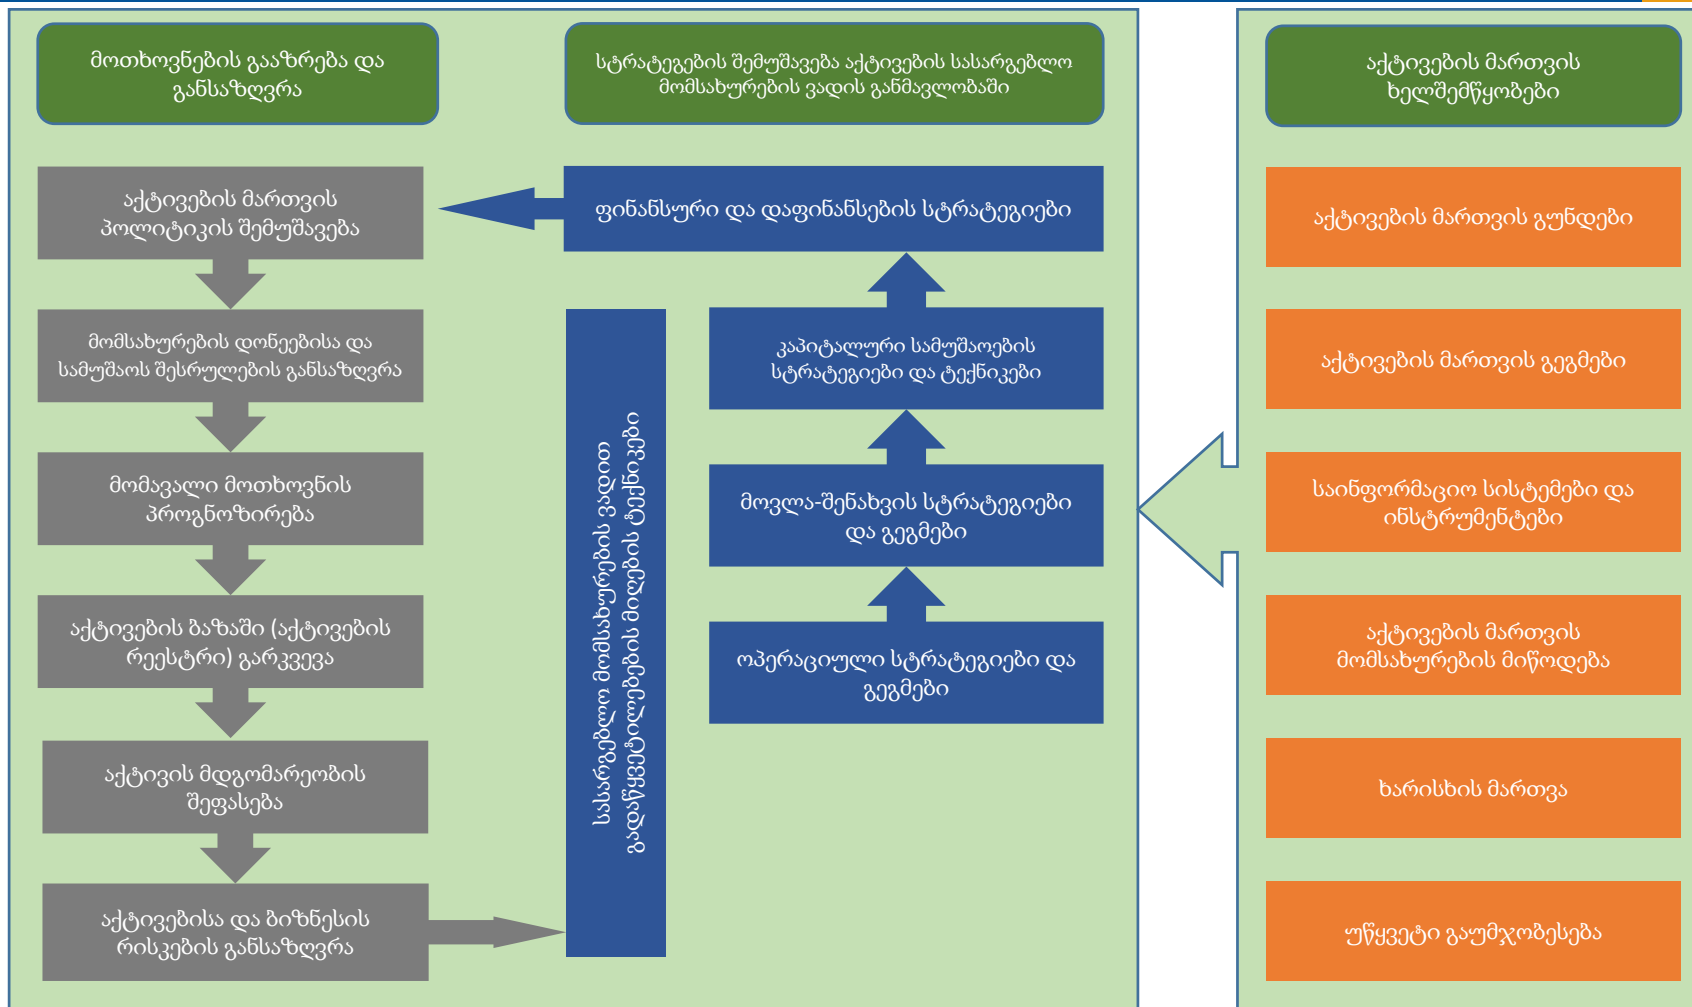 მოთხოვნების გააზრება და
განსაზღვრა
აქტივების მართვის
პოლიტიკის შემუშავება
მომსახურების დონეებისა და
სამუშაოს შესრულების განსაზღვრა
მომავალი მოთხოვნის
პროგნოზირება
აქტივების ბაზაში (აქტივების
რეესტრი) გარკვევა
აქტივის მდგომარეობის
შეფასება
აქტივებისა და ბიზნესის
რისკების განსაზღვრა
სტრატეგების შემუშავება აქტივების სასარგებლო
მომსახურების ვადის განმავლობაში
ფინანსური და დაფინანსების სტრატეგიები
სასარგებლო მომსახურების ვადით
გადაწყვეტილებების მიღების ტექნიკები
კაპიტალური სამუშაოების
სტრატეგიები და ტექნიკები
მოვლა-შენახვის სტრატეგიები
და გეგმები
ოპერაციული სტრატეგიები და
გეგმები
აქტივების მართვის
ხელშემწყობები
აქტივების მართვის გუნდები
აქტივების მართვის გეგმები
საინფორმაციო სისტემები და
ინსტრუმენტები
აქტივების მართვის
მომსახურების მიწოდება
ხარისხის მართვა
უწყვეტი გაუმჯობესება